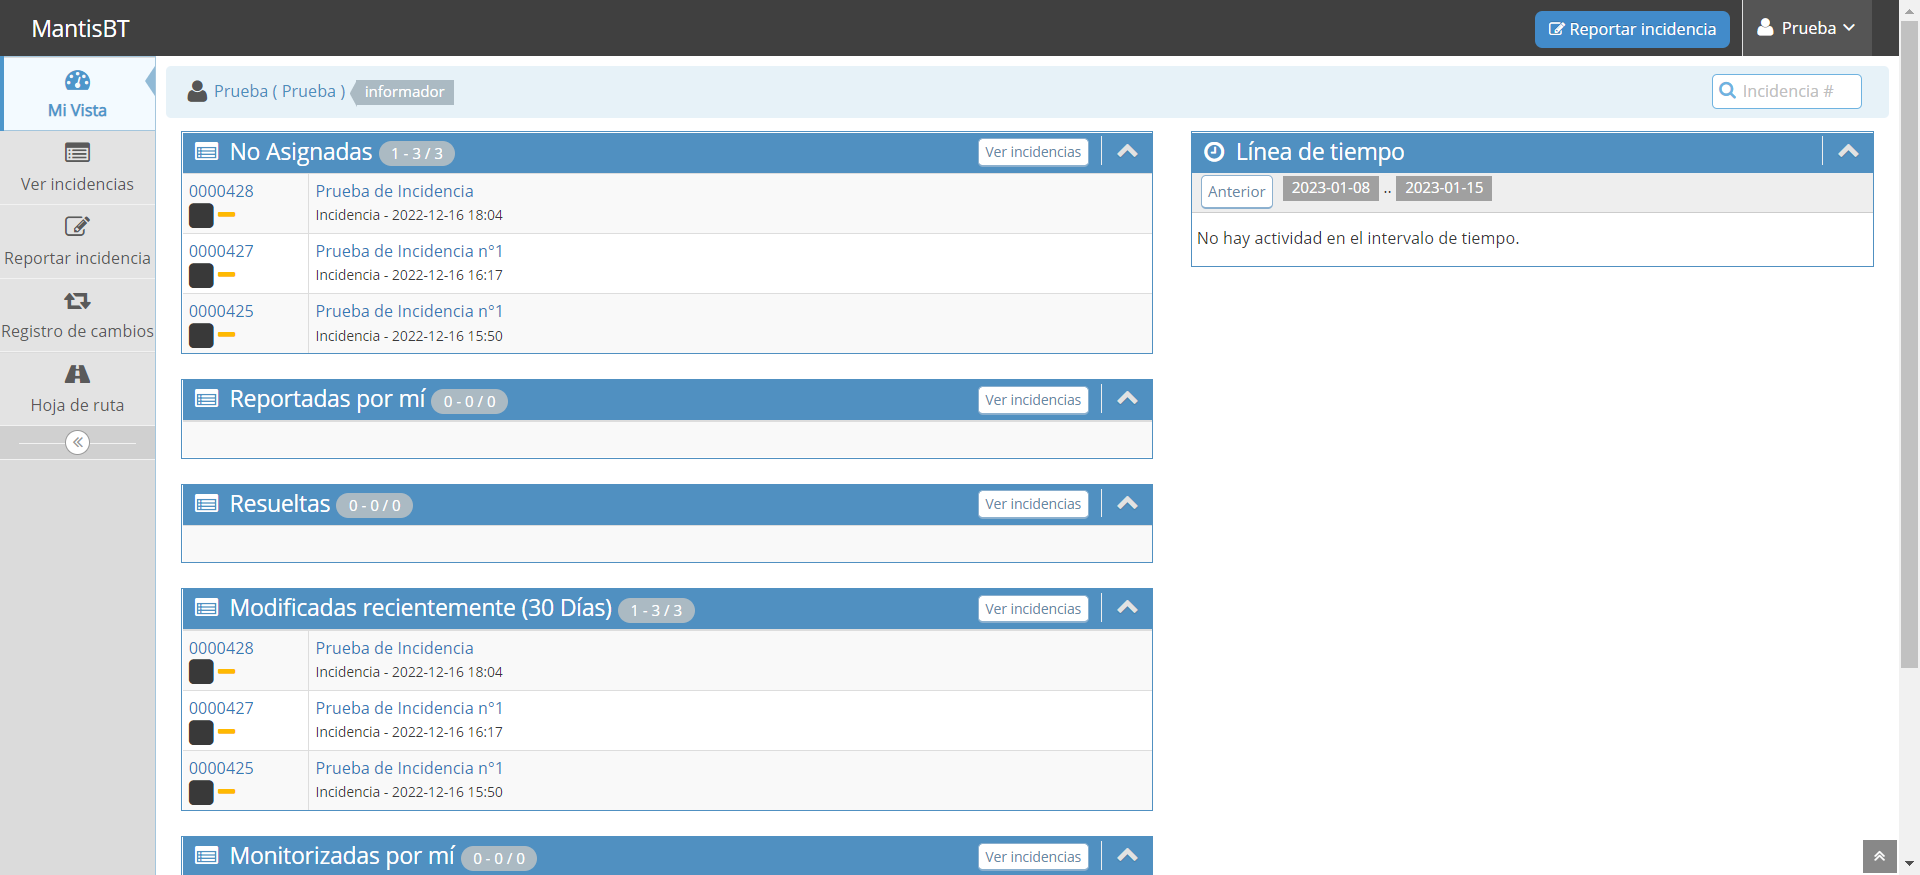 MantisBT
Reportar incidencia
Prueba
Mi Vista
Ver incidencias
Reportar incidencia
Registro de cambios
Hoja de ruta
Prueba ( Prueba ) informador
Incidencia #
No Asignadas 1 - 3 / 3 Ver incidencias
0000428 Prueba de Incidencia
Incidencia - 2022-12-16 18:04
0000427 Prueba de Incidencia n°1
Incidencia - 2022-12-16 16:17
0000425 Prueba de Incidencia n°1
Incidencia - 2022-12-16 15:50
Reportadas por mí 0 - 0 / 0 Ver incidencias
Resueltas 0 - 0 / 0 Ver incidencias
Modificadas recientemente (30 Días) 1 - 3 / 3 Ver incidencias
0000428 Prueba de Incidencia
Incidencia - 2022-12-16 18:04
0000427 Prueba de Incidencia n°1
Incidencia - 2022-12-16 16:17
0000425 Prueba de Incidencia n°1
Incidencia - 2022-12-16 15:50
Monitorizadas por mí 0 - 0 / 0 Ver incidencias
Línea de tiempo
Anterior 2023-01-08 .. 2023-01-15
No hay actividad en el intervalo de tiempo.